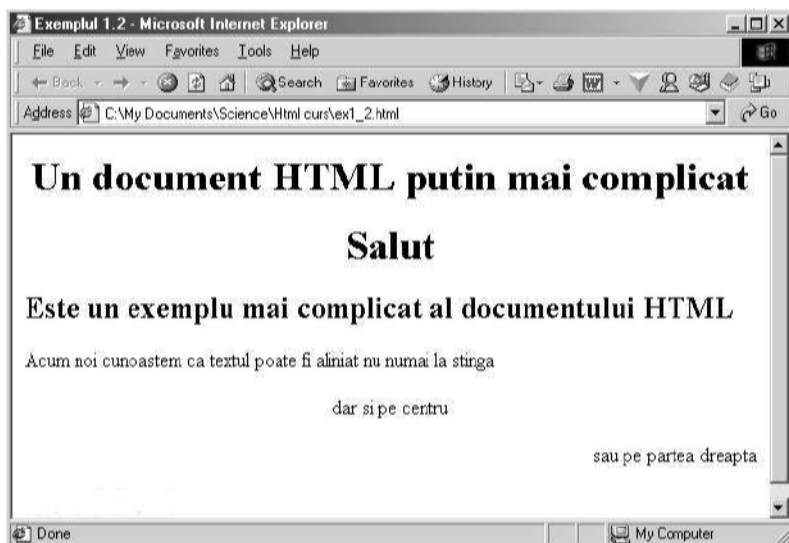 Exemplul 1.2 - Microsoft Internet Explorer
File Edit View Favorites Tools Help
Back Search Favorites History
Address C:\My Documents\Science\Html curs\ex1_2.html Go
Un document HTML putin mai complicat
Salut
Este un exemplu mai complicat al documentului HTML
Acum noi cunoastem ca textul poate fi aliniat nu numai la stinga
dar si pe centru
sau pe partea dreapta
Done My Computer